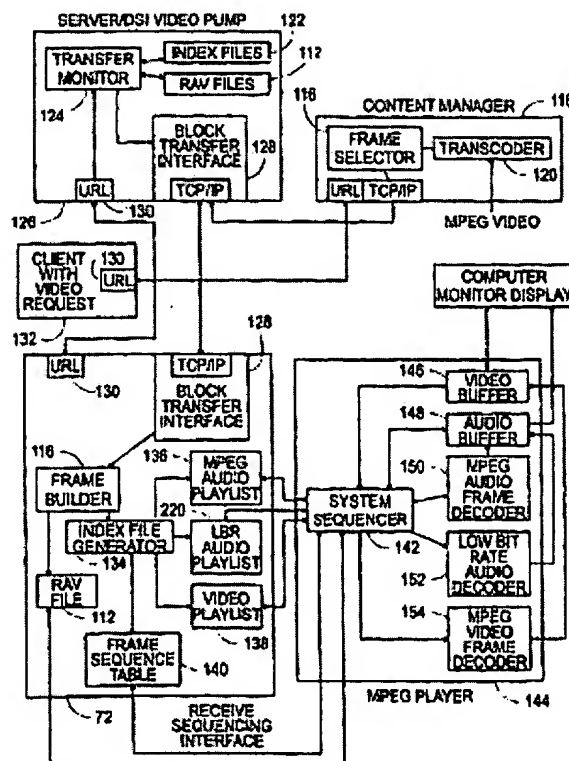 SERVER/DSI VIDEO PUMP
122
INDEX FILES
112
TRANSFER
MONITOR
RAV FILES
124
BLOCK
TRANSFER
INTERFACE
128
URL
TCP/IP
126
130
CONTENT MANAGER
116
118
FRAME
SELECTOR
TRANSCODER
120
URL
TCP/IP
MPEG VIDEO
CLIENT
WITH
VIDEO
REQUEST
130
URL
132
COMPUTER
MONITOR DISPLAY
URL
130
TCP/IP
128
BLOCK
TRANSFER
INTERFACE
116
FRAME
BUILDER
136
MPEG
AUDIO
PLAYLIST
220
INDEX FILE
GENERATOR
134
LBR
AUDIO
PLAYLIST
RAV
FILE
112
VIDEO
PLAYLIST
138
FRAME
SEQUENCE
TABLE
140
72
RECEIVE
SEQUENCING
INTERFACE
SYSTEM
SEQUENCER
142
146
VIDEO
BUFFER
148
AUDIO
BUFFER
150
MPEG
AUDIO
FRAME
DECODER
152
LOW BIT
RATE
AUDIO
DECODER
154
MPEG
VIDEO
FRAME
DECODER
MPEG PLAYER
144